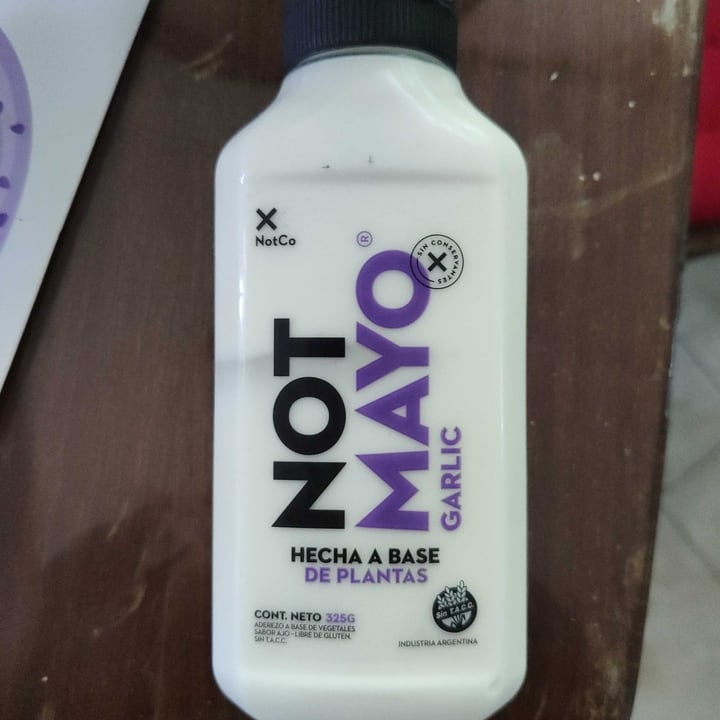 NotCo
NOT
MAYO®
GARLIC
SIN CONSERVANTES
HECHA A BASE
DE PLANTAS
CONT. NETO 325G
ADEREZO A BASE DE VEGETALES
SABOR AJO - LIBRE DE GLUTEN.
SIN T.A.C.C.
Sin T.A.C.C.
INDUSTRIA ARGENTINA